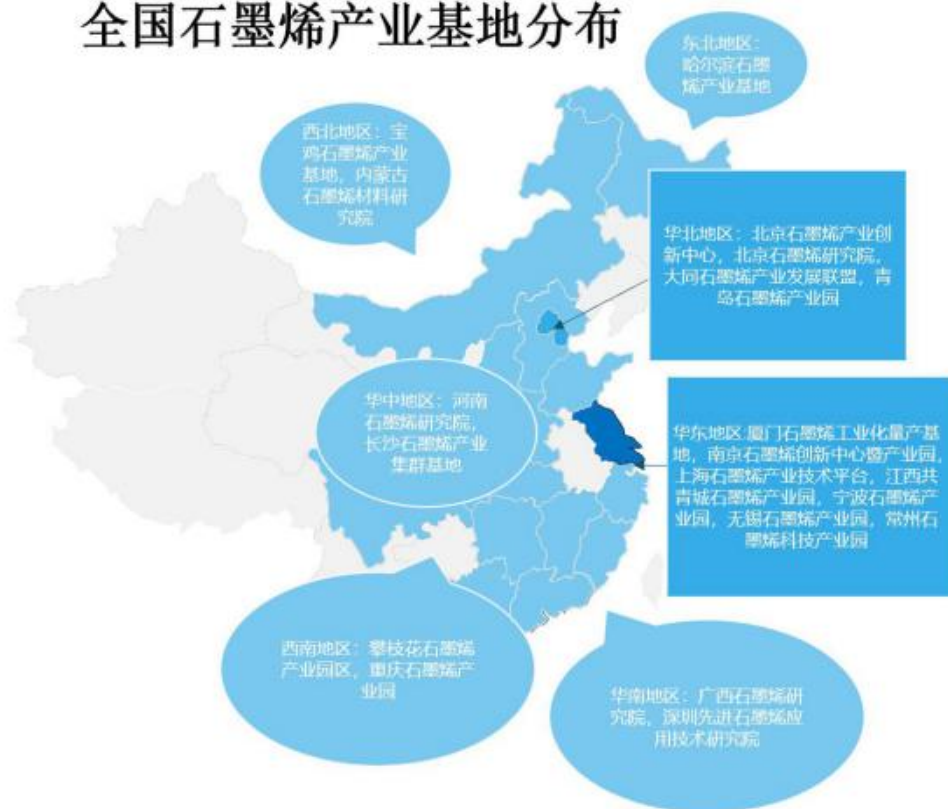 全国石墨烯产业基地分布
东北地区：
哈尔滨石墨
烯产业基地
西北地区：宝
鸡石墨烯产业
基地，内蒙古
石墨烯材料研
究院
华北地区：北京石墨烯产业创
新中心，北京石墨烯研究院，
大同石墨烯产业发展联盟，青
岛石墨烯产业园
华中地区：河南
石墨烯研究院，
长沙石墨烯产业
集群基地
华东地区:厦门石墨烯工业化量产基
地，南京石墨烯创新中心暨产业园，
上海石墨烯产业技术平台，江西共
青城石墨烯产业园，宁波石墨烯产
业园，无锡石墨烯产业园，常州石
墨烯科技产业园
西南地区：攀枝花石墨烯
产业园区，重庆石墨烯产
业园
华南地区：广西石墨烯研
究院，深圳先进石墨烯应
用技术研究院